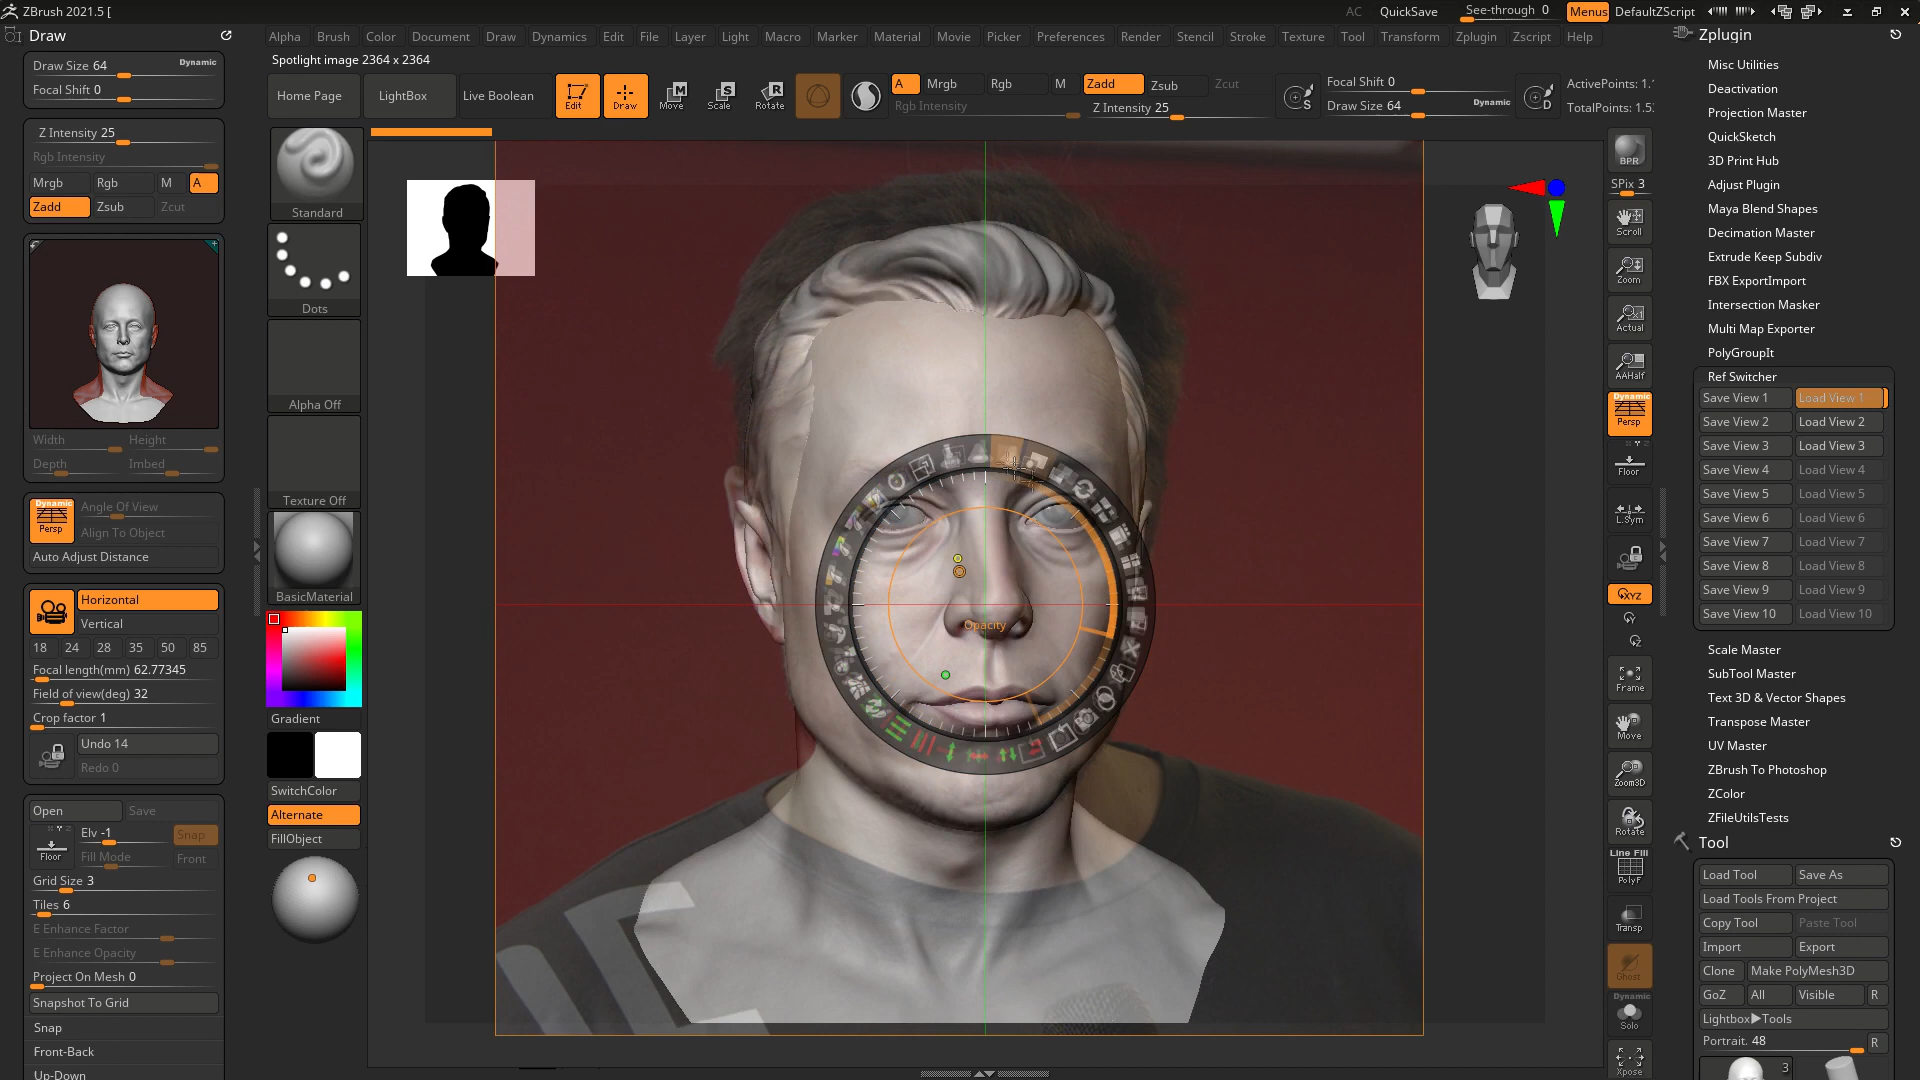 ZBrush 2021.5 [
AC QuickSave See-through 0 Menus DefaultZScript
Draw
Alpha Brush Color Document Draw Dynamics Edit File Layer Light Macro Marker Material Movie Picker Preferences Render Stencil Stroke Texture Tool Transform Zplugin Zscript Help
Zplugin
Spotlight image 2364 x 2364
Draw Size 64 Dynamic
Focal Shift 0
Home Page LightBox Live Boolean Edit Draw Move Scale Rotate
A Mrgb Rgb M Zadd Zsub Zcut
Rgb Intensity Z Intensity 25
Focal Shift 0
Draw Size 64 Dynamic
ActivePoints: 1.
TotalPoints: 1.5
Z Intensity 25
Rgb Intensity
Mrgb Rgb M A
Zadd Zsub Zcut
Width Height
Depth Imbed
Dynamic
Persp
Angle Of View
Align To Object
Auto Adjust Distance
Horizontal
Vertical
18 24 28 35 50 85
Focal length(mm) 62.77345
Field of view(deg) 32
Crop factor 1
Undo 14
Redo 0
Open Save
Elv -1 Snap
Floor Fill Mode Front
Grid Size 3
Tiles 6
E Enhance Factor
E Enhance Opacity
Project On Mesh 0
Snapshot To Grid
Snap
Front-Back
Up-Down
Standard
Dots
Alpha Off
Texture Off
BasicMaterial
Gradient
SwitchColor
Alternate
FillObject
Opacity
BPR
SPix 3
Scroll
Zoom
Actual
AAHalf
Dynamic
Persp
Floor
L.Sym
XYZ
Frame
Move
Zoom3D
Rotate
Line Fill
PolyF
Transp
Ghost
Dynamic
Solo
Xpose
Misc Utilities
Deactivation
Projection Master
QuickSketch
3D Print Hub
Adjust Plugin
Maya Blend Shapes
Decimation Master
Extrude Keep Subdiv
FBX ExportImport
Intersection Masker
Multi Map Exporter
PolyGroupIt
Ref Switcher
Save View 1 Load View 1
Save View 2 Load View 2
Save View 3 Load View 3
Save View 4 Load View 4
Save View 5 Load View 5
Save View 6 Load View 6
Save View 7 Load View 7
Save View 8 Load View 8
Save View 9 Load View 9
Save View 10 Load View 10
Scale Master
SubTool Master
Text 3D & Vector Shapes
Transpose Master
UV Master
ZBrush To Photoshop
ZColor
ZFileUtilsTests
Tool
Load Tool Save As
Load Tools From Project
Copy Tool Paste Tool
Import Export
Clone Make PolyMesh3D
GoZ All Visible R
Lightbox▶Tools
Portrait. 48 R
3